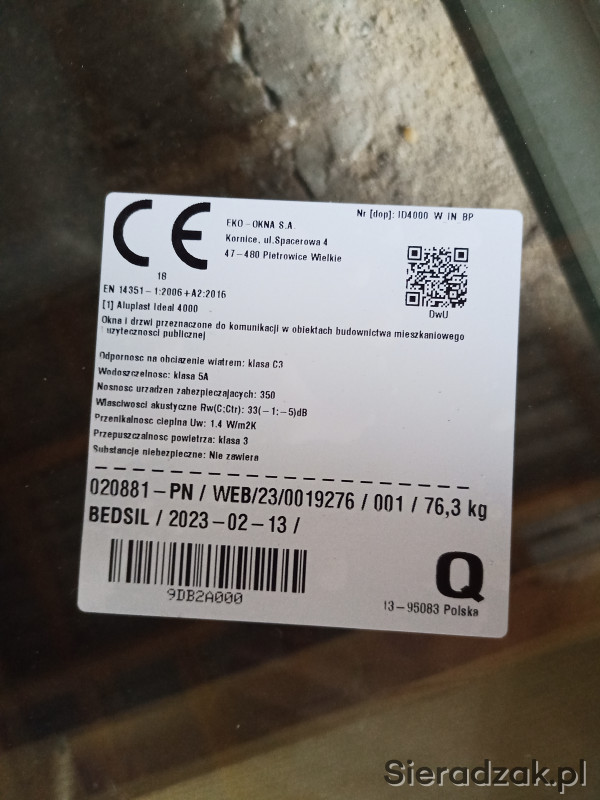 Nr [dop]: ID4000 W IN BP
CE
EKO-OKNA S.A.
Kornice, ul.Spacerowa 4
47-480 Pietrowice Wielkie
18
DwU
EN 14351-1:2006+A2:2016
[1] Aluplast Ideal 4000
Okna i drzwi przeznaczone do komunikacji w obiektach budownictwa mieszkaniowego
i uzytecznosci publicznej
Odpornosc na obciazenie wiatrem: klasa C3
Wodoszczelnosc: klasa 5A
Nosnosc urzadzen zabezpieczajacych: 350
Wlasciwosci akustyczne Rw(C;Ctr): 33(-1;-5)dB
Przenikalnosc cieplna Uw: 1.4 W/m2K
Przepuszczalnosc powietrza: klasa 3
Substancje niebezpieczne: Nie zawiera
020881-PN / WEB/23/0019276 / 001 / 76,3 kg
BEDSIL / 2023-02-13 /
9DB2A000
Q
13-95083 Polska
Sieradzak.pl